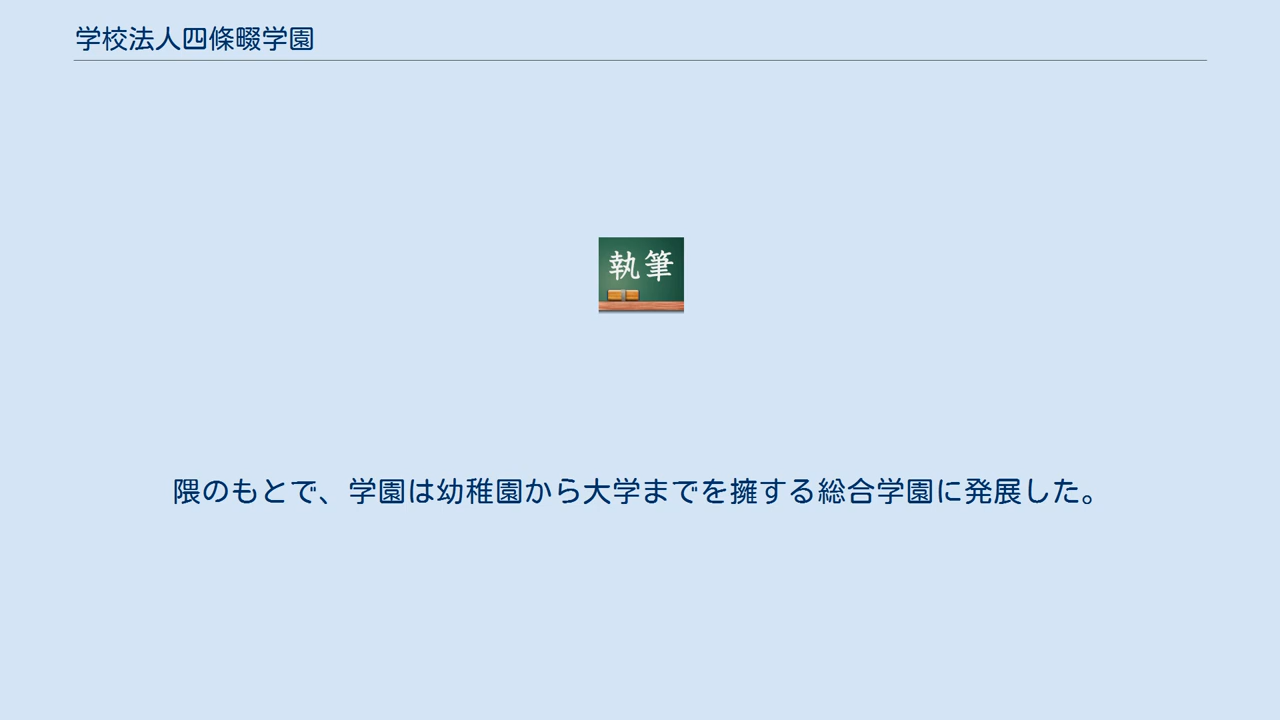 学校法人四條畷学園
執筆
隈のもとで、学園は幼稚園から大学までを擁する総合学園に発展した。